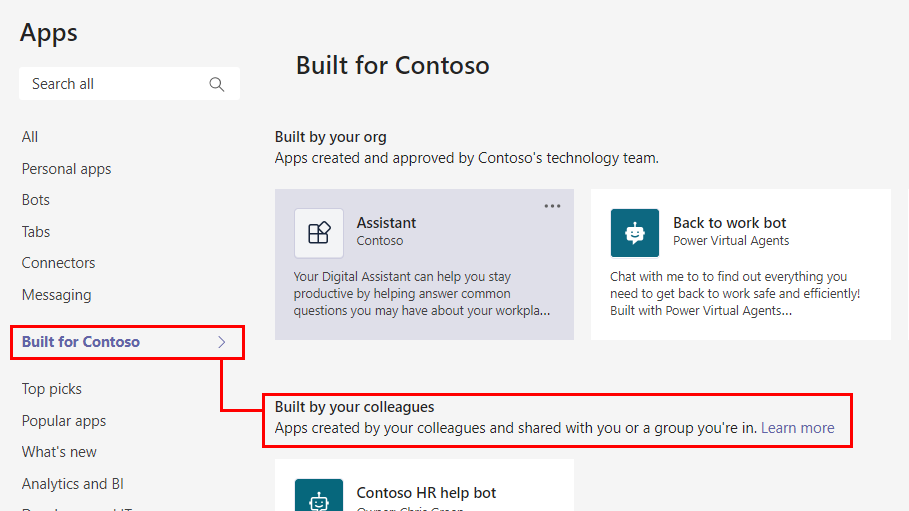 Apps
Search all
All
Personal apps
Bots
Tabs
Connectors
Messaging
Built for Contoso
Top picks
Popular apps
What's new
Analytics and BI
Built for Contoso
Built by your org
Apps created and approved by Contoso's technology team.
Assistant
Contoso
Your Digital Assistant can help you stay
productive by helping answer common
questions you may have about your workpla...
Back to work bot
Power Virtual Agents
Chat with me to to find out everything you
need to get back to work safe and efficiently!
Built with Power Virtual Agents...
Built by your colleagues
Apps created by your colleagues and shared with you or a group you're in. Learn more
Contoso HR help bot